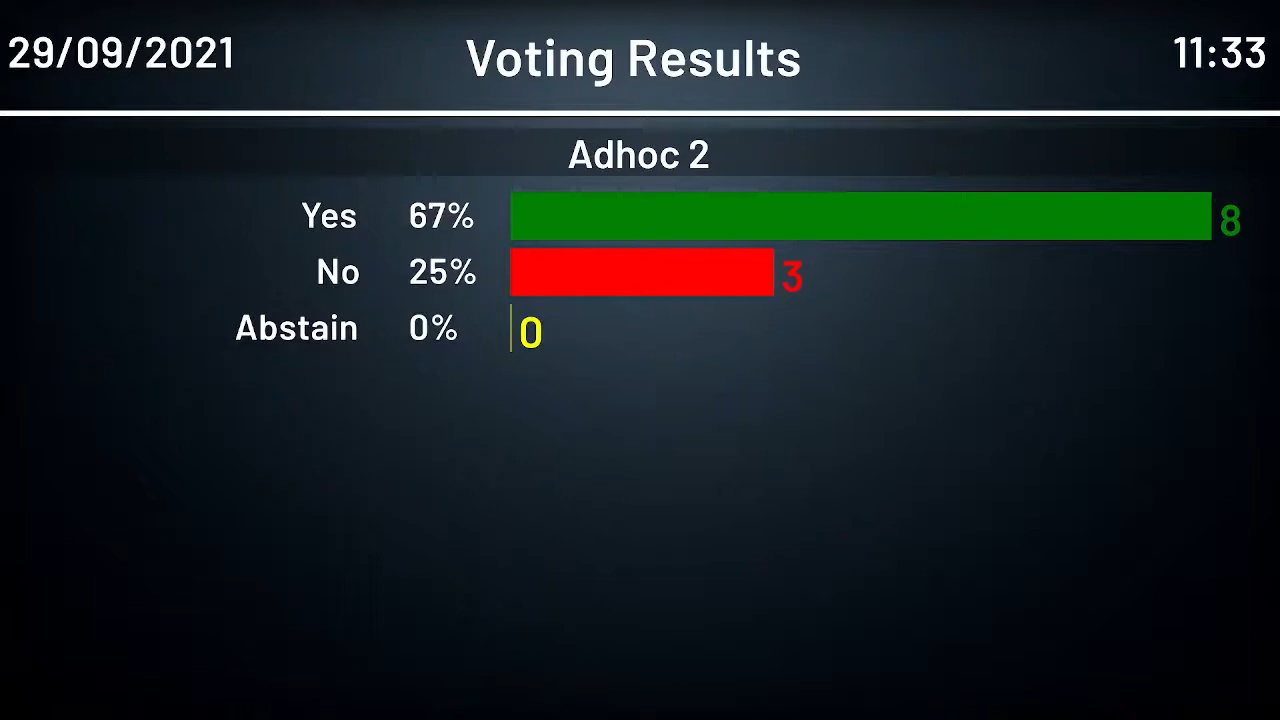 29/09/2021 Voting Results 11:33
Adhoc 2
Yes 67% 8
No 25% 3
Abstain 0% 0